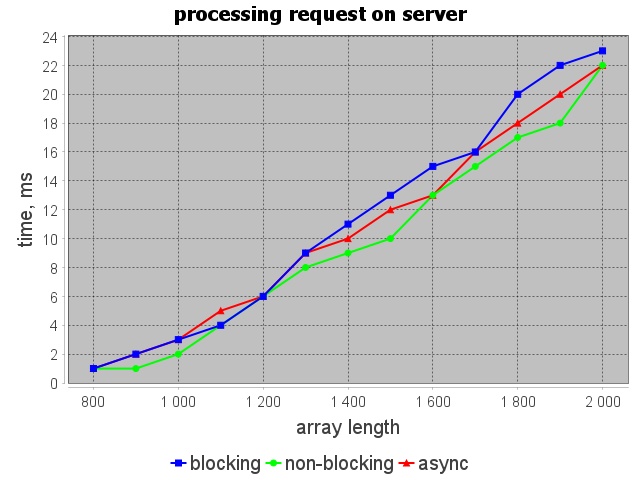 processing request on server
24
22
20
18
16
14
12
10
8
6
4
2
0
time, ms
800 1 000 1 200 1 400 1 600 1 800 2 000
array length
blocking non-blocking async